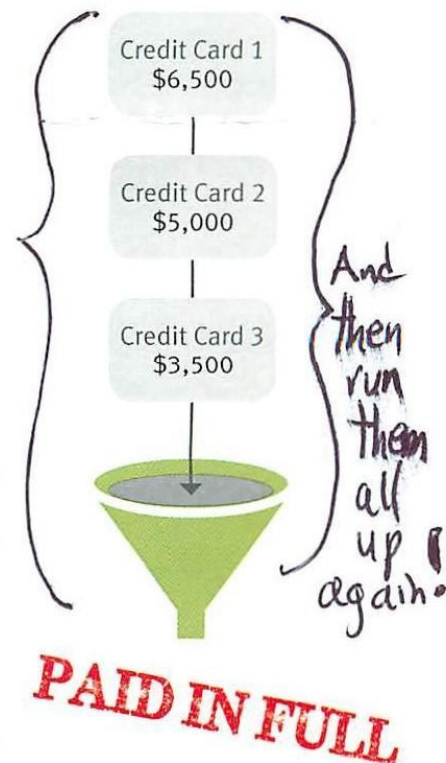 Credit Card 1
$6,500
Credit Card 2
$5,000
Credit Card 3
$3,500
And
then
run
them
all
up
again!
PAID IN FULL